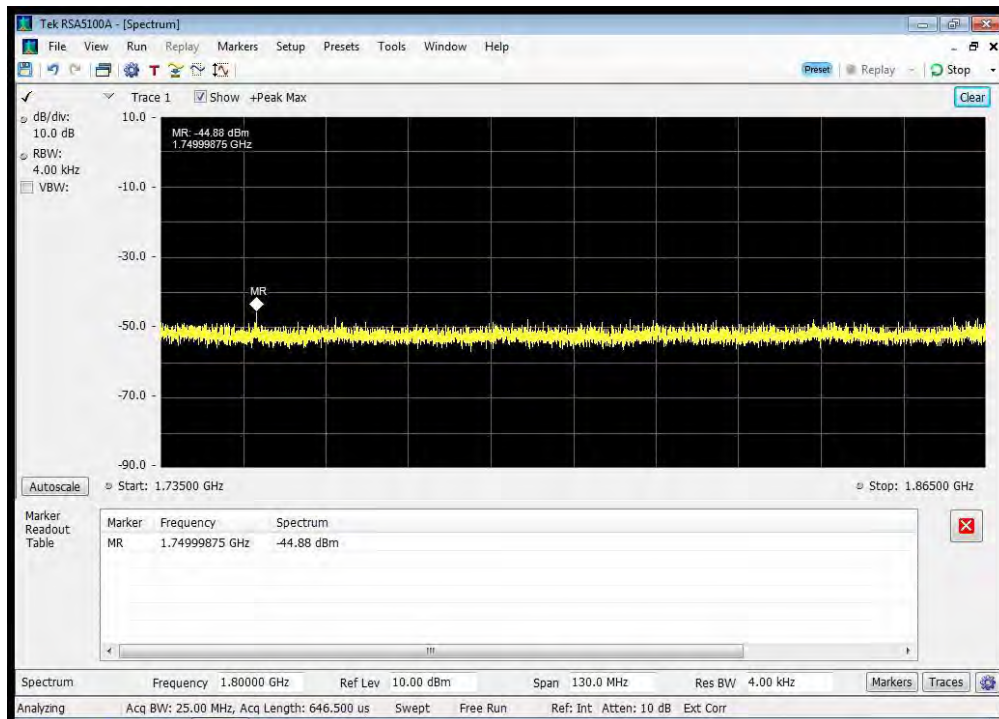 Tek RSA5100A - [Spectrum]
File View Run Replay Markers Setup Presets Tools Window Help
T
Preset Replay Stop
Trace 1 Show +Peak Max Clear
dB/div:
10.0 dB
RBW:
4.00 kHz
VBW:
10.0
MR: -44.88 dBm
1.74999875 GHz
-10.0
-30.0
MR
-50.0
-70.0
-90.0
Autoscale Start: 1.73500 GHz Stop: 1.86500 GHz
Marker
Readout
Table
Marker Frequency Spectrum
MR 1.74999875 GHz -44.88 dBm
Spectrum Frequency 1.80000 GHz Ref Lev 10.00 dBm Span 130.0 MHz Res BW 4.00 kHz Markers Traces
Analyzing Acq BW: 25.00 MHz, Acq Length: 646.500 us Swept Free Run Ref: Int Atten: 10 dB Ext Corr